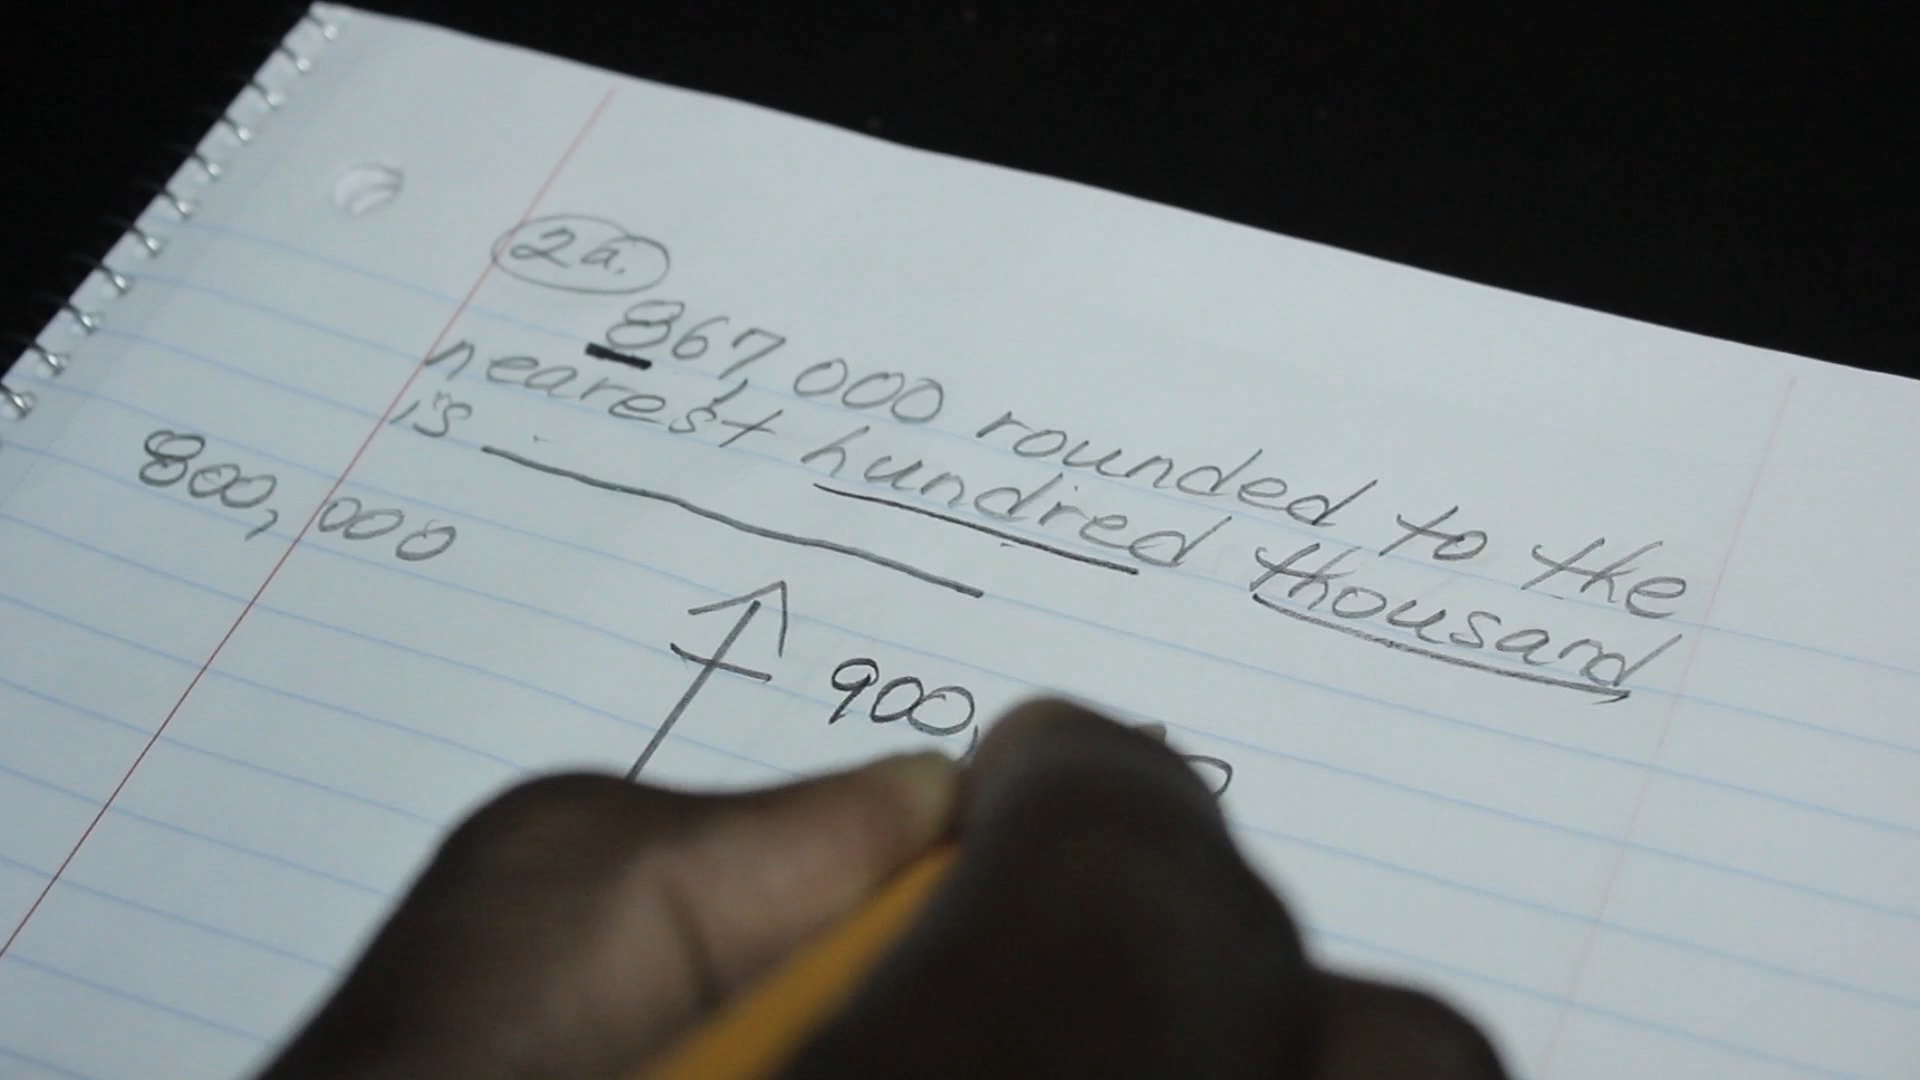 2a.
867,000 rounded to the
nearest hundred thousand
is
800,000
900,